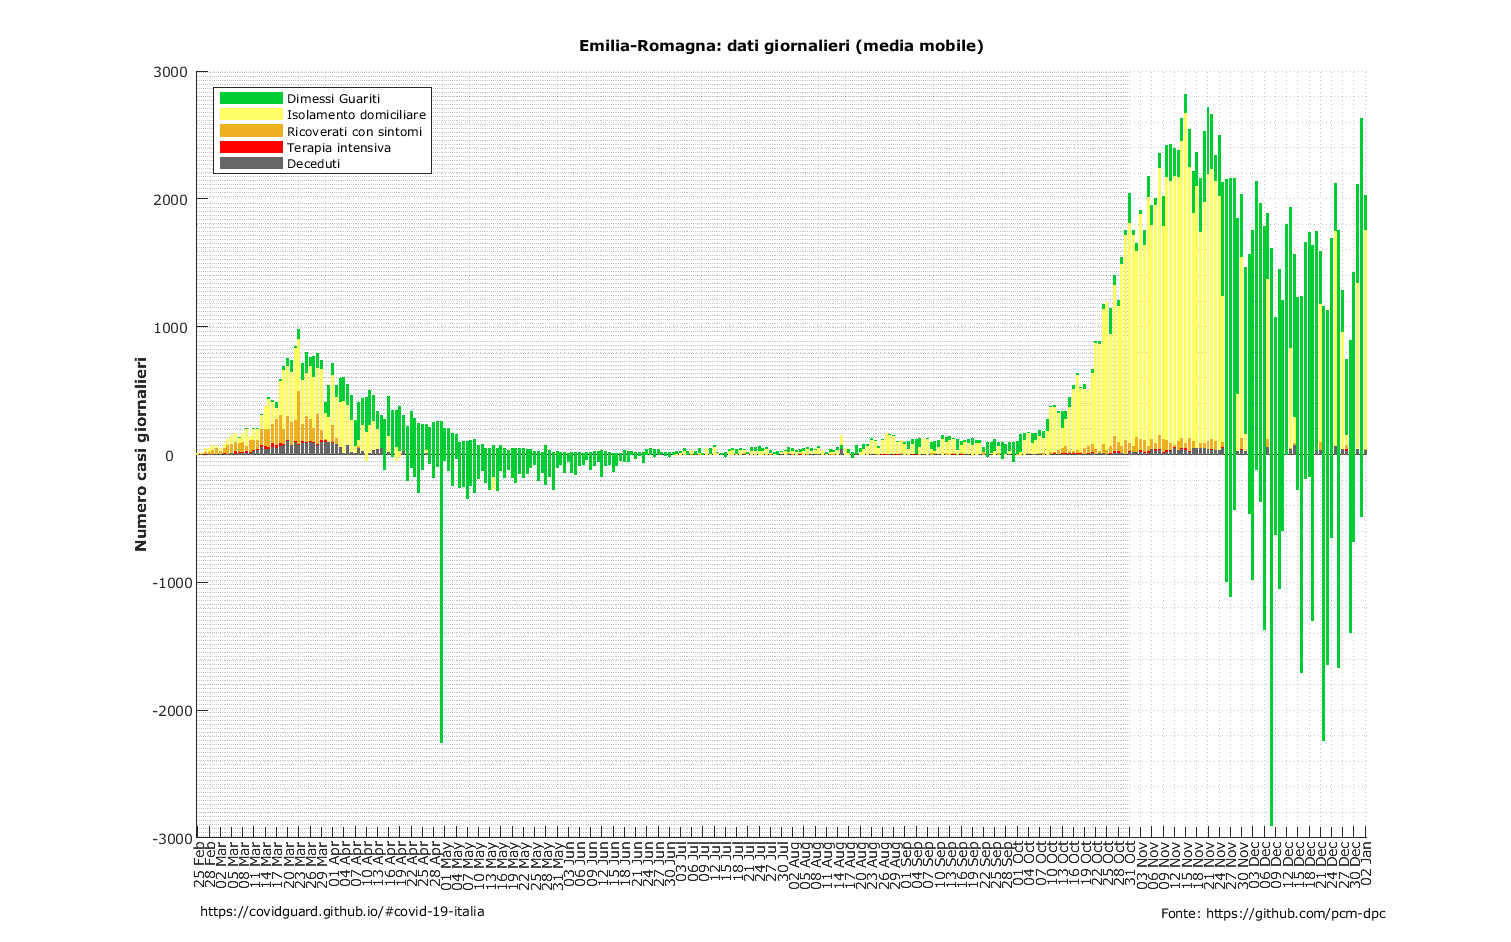 Emilia-Romagna: dati giornalieri (media mobile)
Dimessi Guariti
Isolamento domiciliare
Ricoverati con sintomi
Terapia intensiva
Deceduti
Numero casi giornalieri
3000
2000
1000
0
-1000
-2000
-3000
25 Feb
28 Feb
02 Mar
05 Mar
08 Mar
11 Mar
14 Mar
17 Mar
20 Mar
23 Mar
26 Mar
29 Mar
01 Apr
04 Apr
07 Apr
10 Apr
13 Apr
16 Apr
19 Apr
22 Apr
25 Apr
28 Apr
01 May
04 May
07 May
10 May
13 May
16 May
19 May
22 May
25 May
28 May
31 May
03 Jun
06 Jun
09 Jun
12 Jun
15 Jun
18 Jun
21 Jun
24 Jun
27 Jun
30 Jun
03 Jul
06 Jul
09 Jul
12 Jul
15 Jul
18 Jul
21 Jul
24 Jul
27 Jul
30 Jul
02 Aug
05 Aug
08 Aug
11 Aug
14 Aug
17 Aug
20 Aug
23 Aug
26 Aug
29 Aug
01 Sep
04 Sep
07 Sep
10 Sep
13 Sep
16 Sep
19 Sep
22 Sep
25 Sep
28 Sep
01 Oct
04 Oct
07 Oct
10 Oct
13 Oct
16 Oct
19 Oct
22 Oct
25 Oct
28 Oct
31 Oct
03 Nov
06 Nov
09 Nov
12 Nov
15 Nov
18 Nov
21 Nov
24 Nov
27 Nov
30 Nov
03 Dec
06 Dec
09 Dec
12 Dec
15 Dec
18 Dec
21 Dec
24 Dec
27 Dec
30 Dec
02 Jan
https://covidguard.github.io/#covid-19-italia
Fonte: https://github.com/pcm-dpc